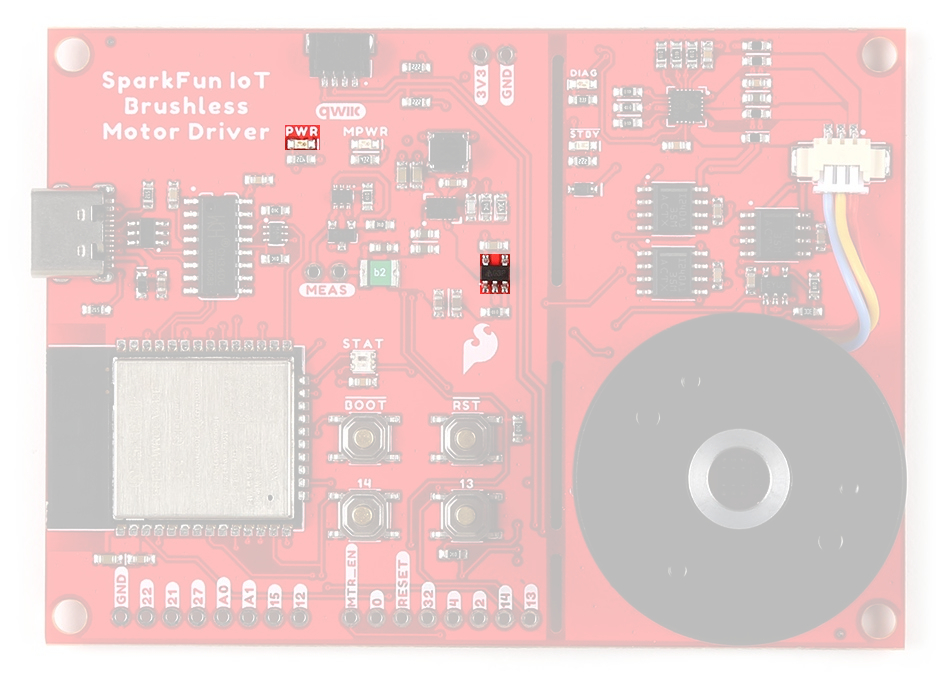 SparkFun IoT
Brushless
Motor Driver
qwiic
3V3
GND
DIAG
STBY
PWR
MPWR
b2
MEAS
STAT
BOOT
RST
14
13
GND
22
21
27
A0
A1
15
12
MTR_EN
0
RESET
32
4
2
14
13